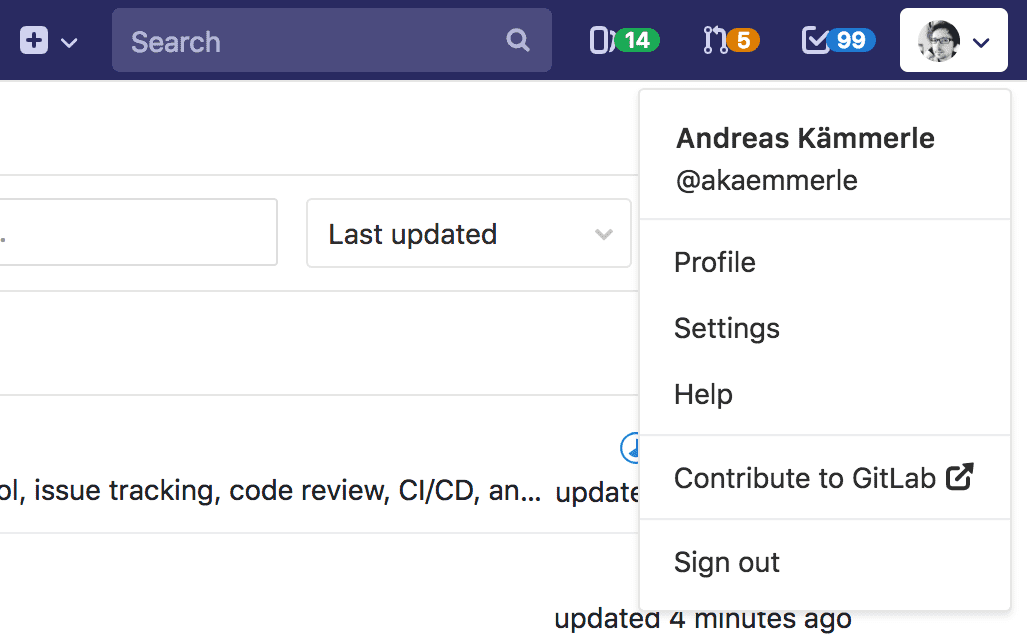 Search
14
5
99
Andreas Kämmerle
@akaemmerle
.
Last updated
Profile
Settings
Help
Contribute to GitLab
ol, issue tracking, code review, CI/CD, an...
update
Sign out
updated 4 minutes ago